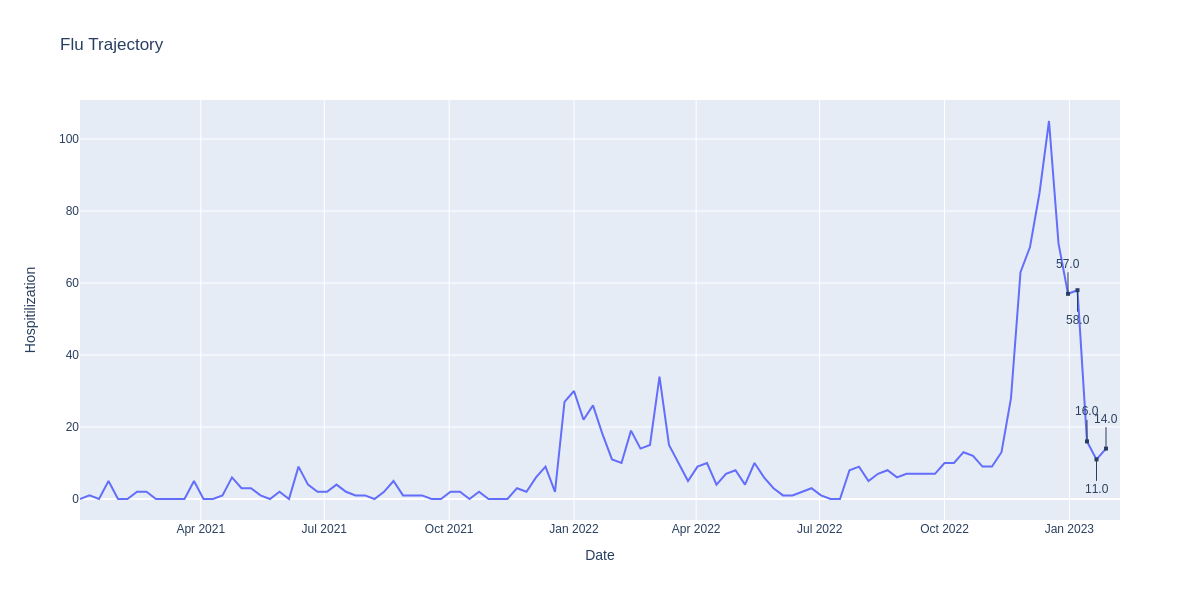 Flu Trajectory
100
80
60
40
20
0
Hospitilization
57.0
58.0
16.0
14.0
11.0
Apr 2021
Jul 2021
Oct 2021
Jan 2022
Apr 2022
Jul 2022
Oct 2022
Jan 2023
Date